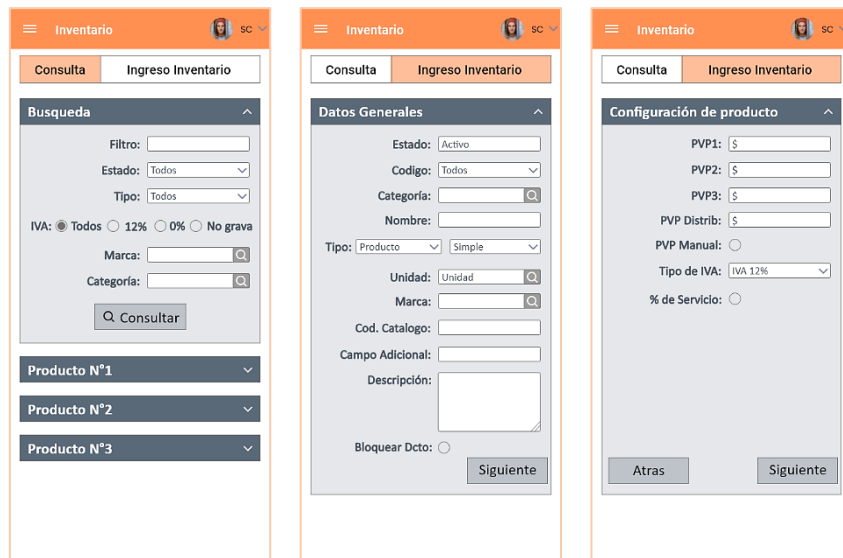 Inventario SC
Consulta Ingreso Inventario
Busqueda
Filtro:
Estado: Todos
Tipo: Todos
IVA: Todos 12% 0% No grava
Marca:
Categoría:
Consultar
Producto N°1
Producto N°2
Producto N°3
Inventario SC
Consulta Ingreso Inventario
Datos Generales
Estado: Activo
Codigo: Todos
Categoría:
Nombre:
Tipo: Producto Simple
Unidad: Unidad
Marca:
Cod. Catalogo:
Campo Adicional:
Descripción:
Bloquear Dcto:
Siguiente
Inventario SC
Consulta Ingreso Inventario
Configuración de producto
PVP1: $
PVP2: $
PVP3: $
PVP Distrib: $
PVP Manual:
Tipo de IVA: IVA 12%
% de Servicio:
Atras Siguiente